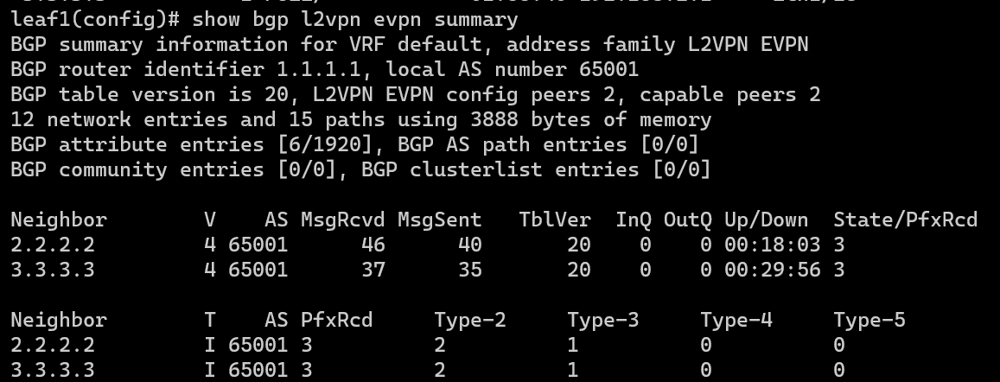 leaf1(config)# show bgp l2vpn evpn summary
BGP summary information for VRF default, address family L2VPN EVPN
BGP router identifier 1.1.1.1, local AS number 65001
BGP table version is 20, L2VPN EVPN config peers 2, capable peers 2
12 network entries and 15 paths using 3888 bytes of memory
BGP attribute entries [6/1920], BGP AS path entries [0/0]
BGP community entries [0/0], BGP clusterlist entries [0/0]

Neighbor        V    AS MsgRcvd MsgSent   TblVer  InQ OutQ Up/Down  State/PfxRcd
2.2.2.2         4 65001      46      40       20    0    0 00:18:03 3
3.3.3.3         4 65001      37      35       20    0    0 00:29:56 3

Neighbor        T    AS PfxRcd     Type-2     Type-3     Type-4     Type-5
2.2.2.2         I 65001 3          2          1          0          0
3.3.3.3         I 65001 3          2          1          0          0